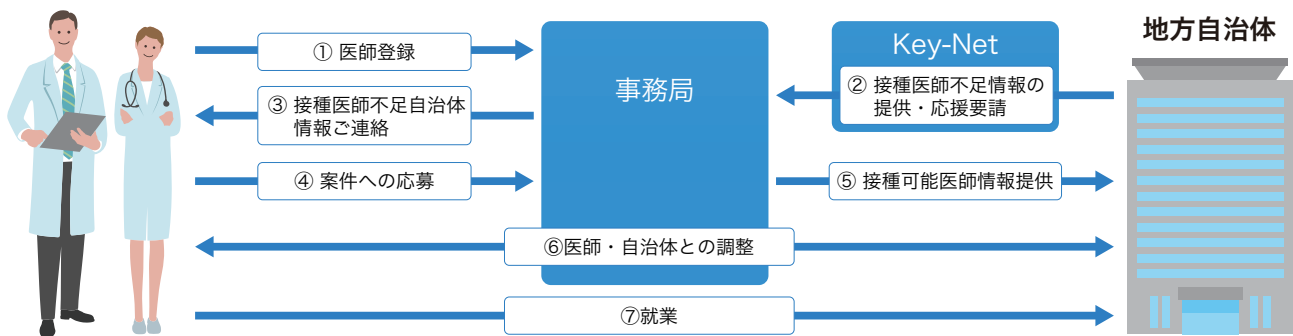 ① 医師登録
事務局
Key-Net
② 接種医師不足情報の
提供・応援要請
地方自治体
③ 接種医師不足自治体
情報ご連絡
④ 案件への応募
⑤ 接種可能医師情報提供
⑥医師・自治体との調整
⑦就業